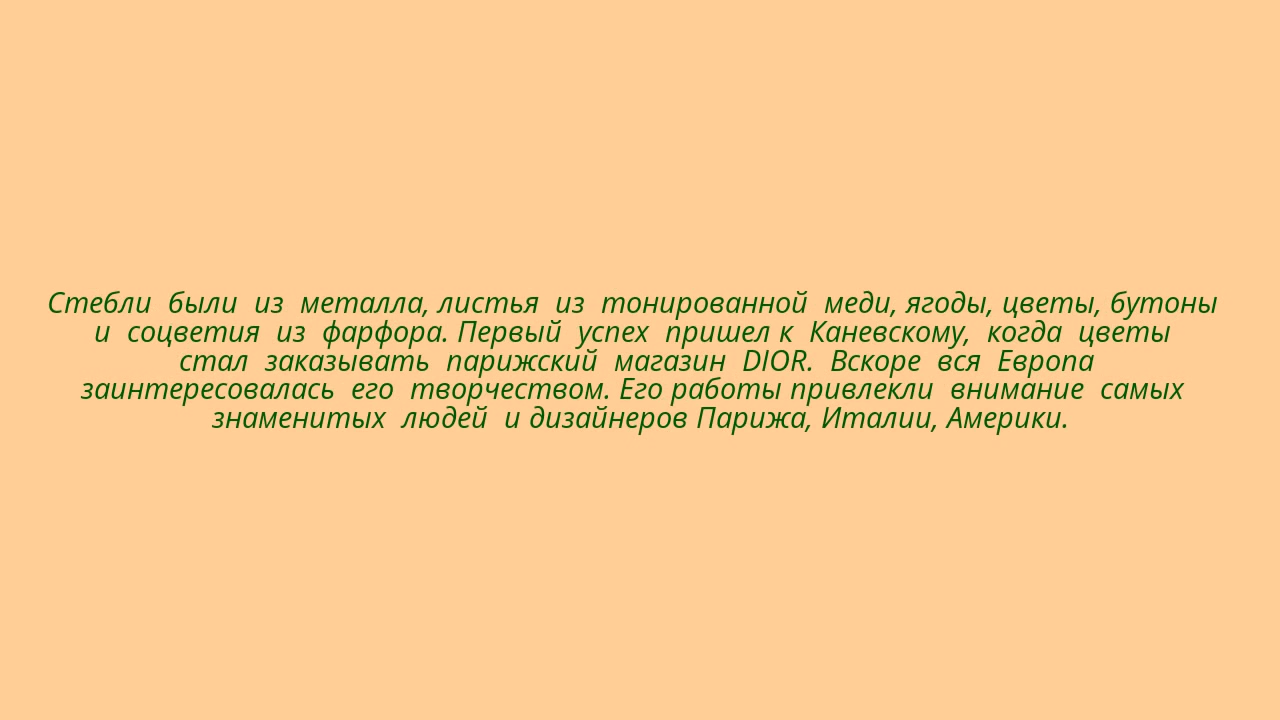 Стебли были из металла, листья из тонированной меди, ягоды, цветы, бутоны
и соцветия из фарфора. Первый успех пришел к Каневскому, когда цветы
стал заказывать парижский магазин DIOR. Вскоре вся Европа
заинтересовалась его творчеством. Его работы привлекли внимание самых
знаменитых людей и дизайнеров Парижа, Италии, Америки.